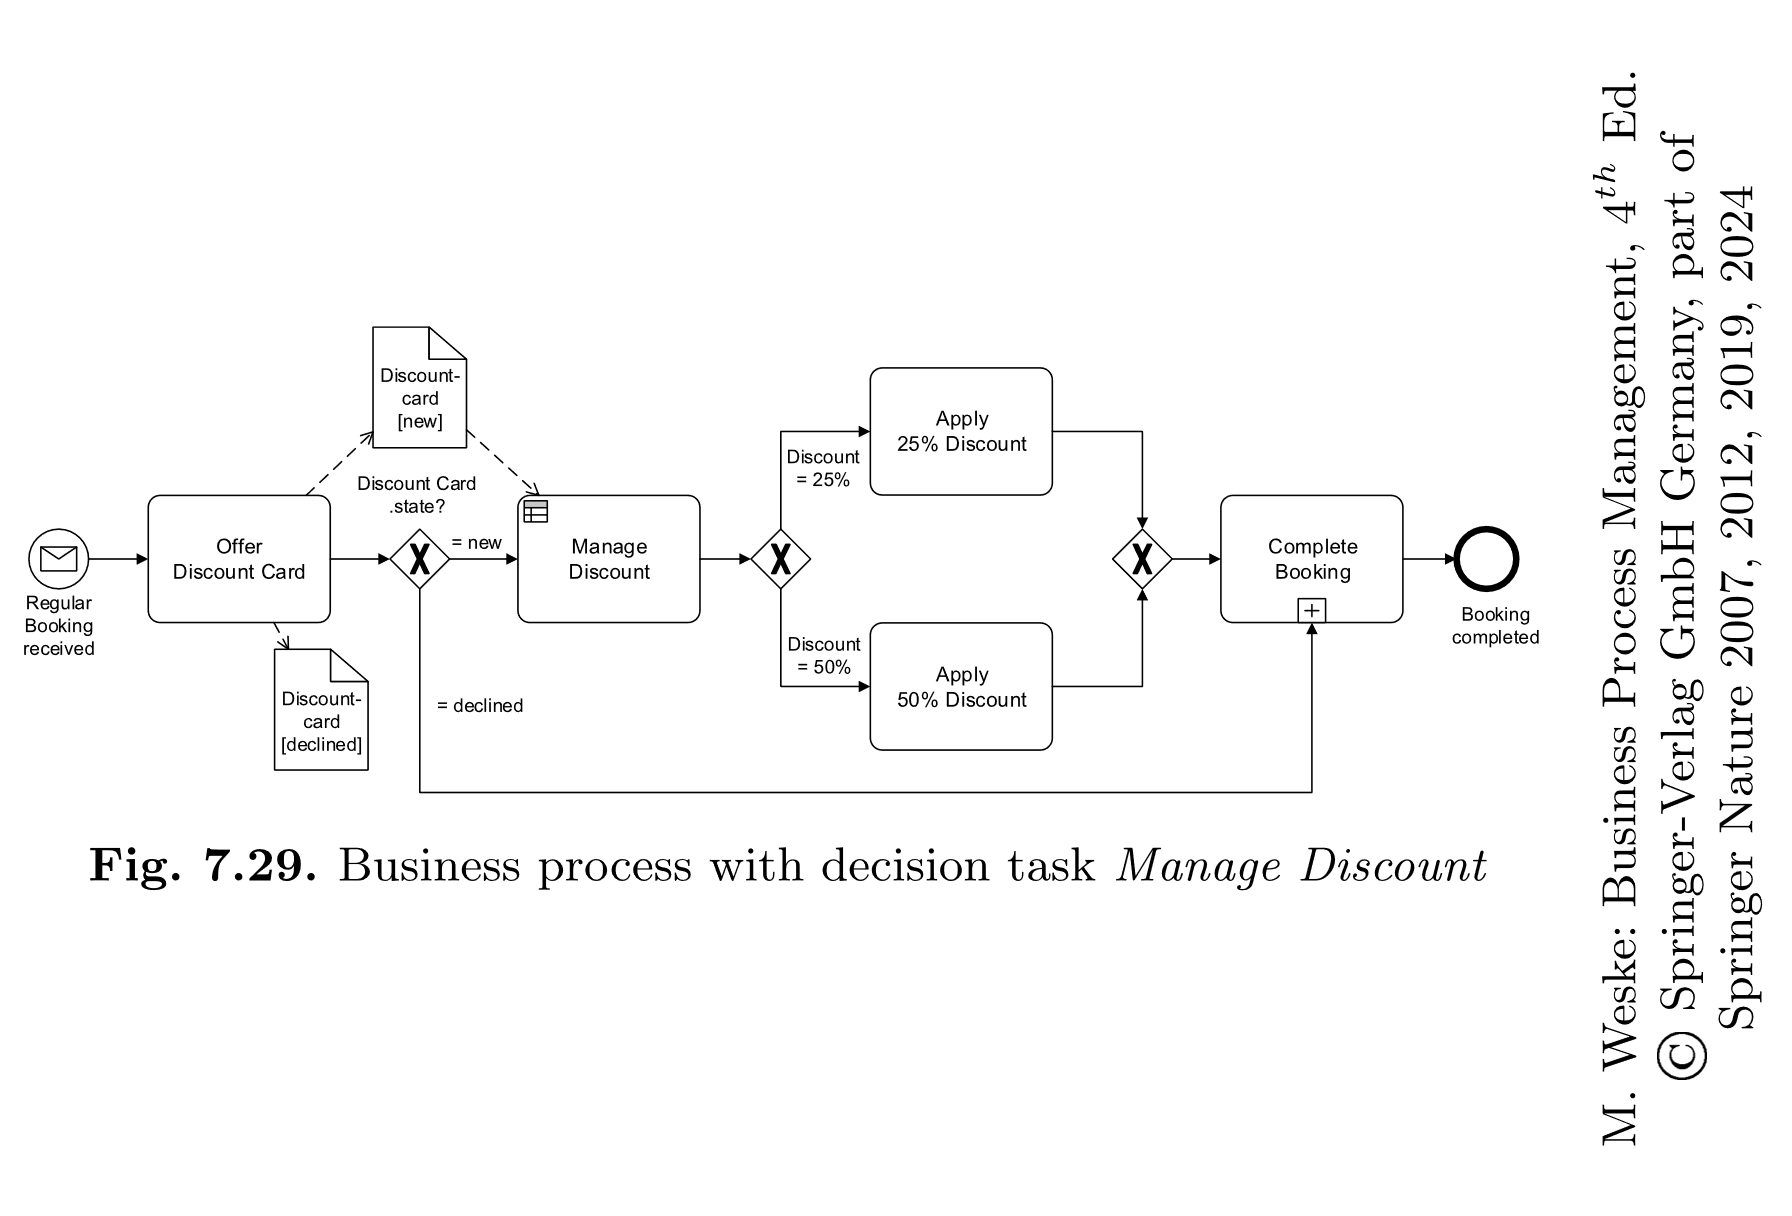 Discount-
card
[new]
Discount Card
.state?
Regular
Booking
received
Offer
Discount Card
Discount-
card
[declined]
= new
= declined
Manage
Discount
Discount
= 25%
Discount
= 50%
Apply
25% Discount
Apply
50% Discount
Complete
Booking
Booking
completed
Fig. 7.29. Business process with decision task Manage Discount
M. Weske: Business Process Management, 4th Ed.
© Springer-Verlag GmbH Germany, part of
Springer Nature 2007, 2012, 2019, 2024